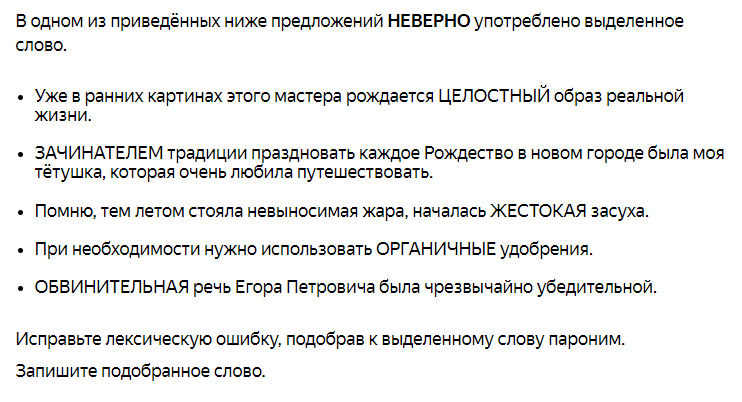 В одном из приведённых ниже предложений НЕВЕРНО употреблено выделенное
слово.
• Уже в ранних картинах этого мастера рождается ЦЕЛОСТНЫЙ образ реальной
жизни.
• ЗАЧИНАТЕЛЕМ традиции праздновать каждое Рождество в новом городе была моя
тётушка, которая очень любила путешествовать.
• Помню, тем летом стояла невыносимая жара, началась ЖЕСТОКАЯ засуха.
• При необходимости нужно использовать ОРГАНИЧНЫЕ удобрения.
• ОБВИНИТЕЛЬНАЯ речь Егора Петровича была чрезвычайно убедительной.
Исправьте лексическую ошибку, подобрав к выделенному слову пароним.
Запишите подобранное слово.